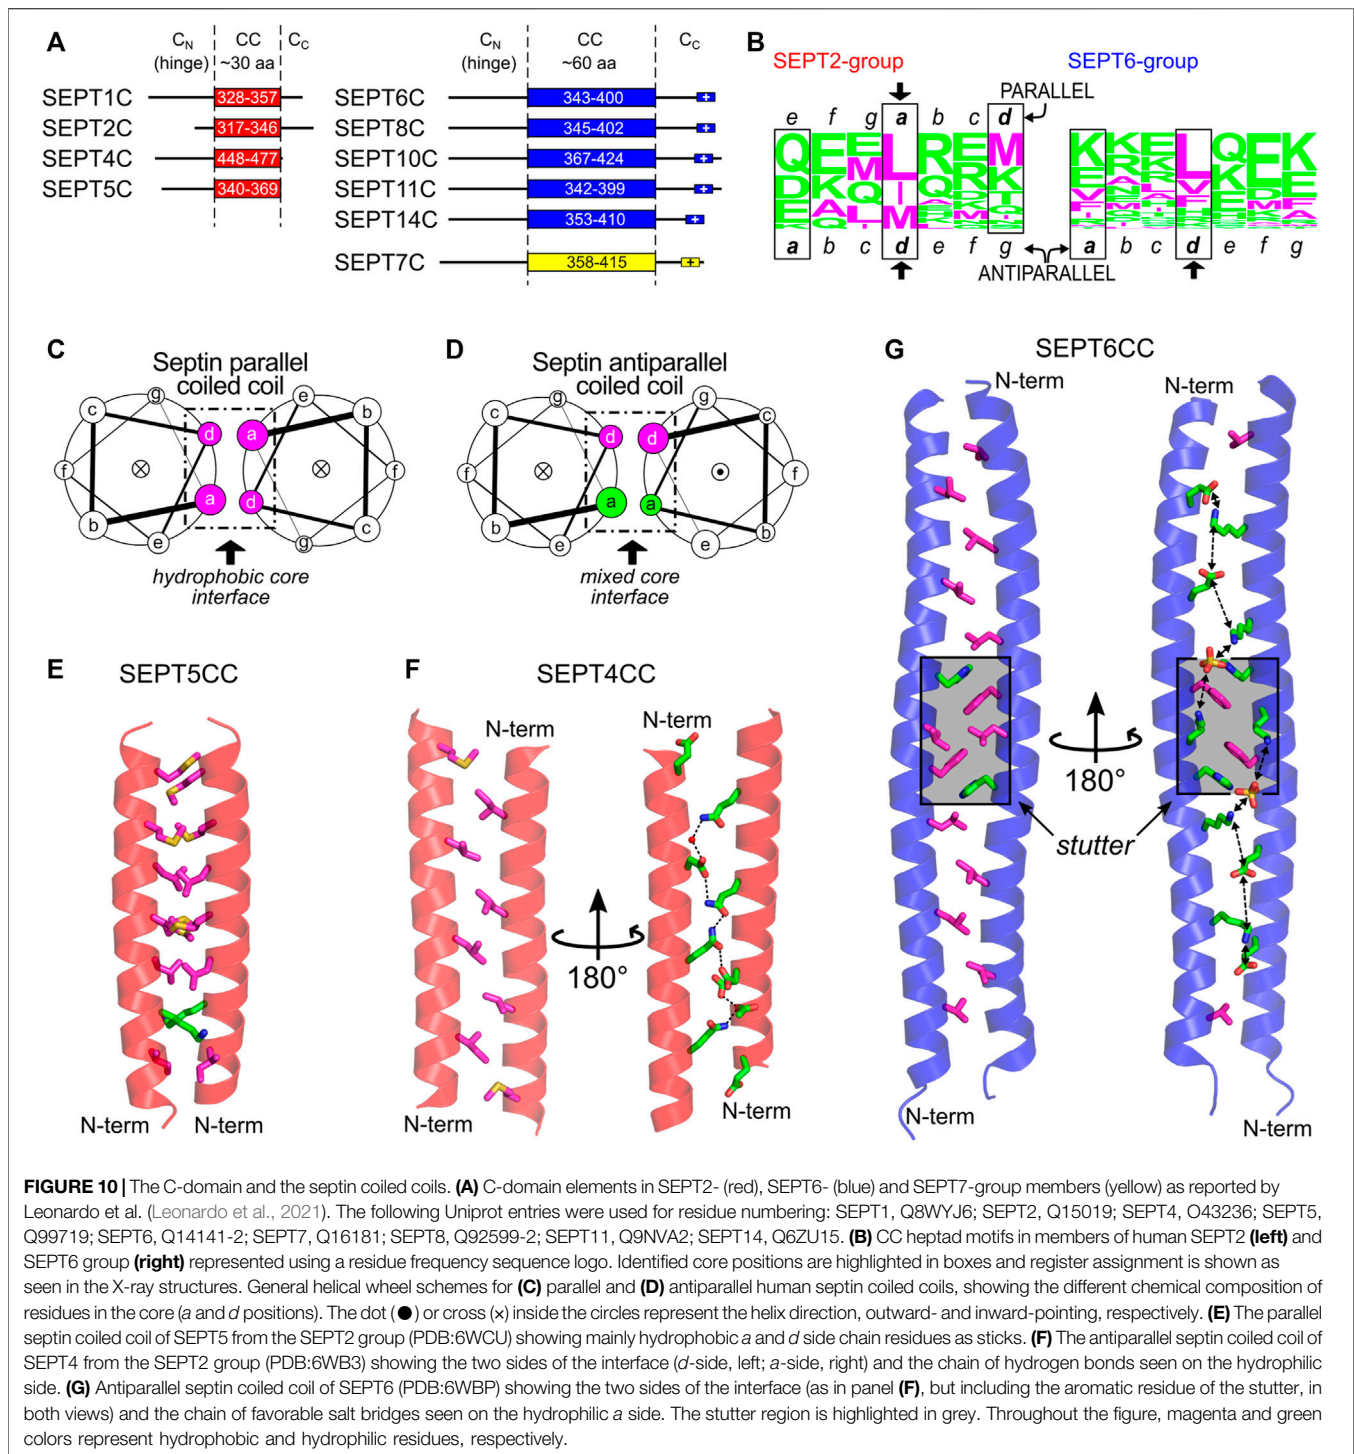 A
C_N (hinge)
CC ~30 aa
C_C
SEPT1C 328-357
SEPT2C 317-346
SEPT4C 448-477
SEPT5C 340-369
C_N (hinge)
CC ~60 aa
C_C
SEPT6C 343-400 +
SEPT8C 345-402 +
SEPT10C 367-424 +
SEPT11C 342-399 +
SEPT14C 353-410 +
SEPT7C 358-415 +
B
SEPT2-group
SEPT6-group
PARALLEL
e f g a b c d
Q E E L R E M
K K E L Q E K
a b c d e f g
a b c d e f g
ANTIPARALLEL
C
Septin parallel
coiled coil
c g d a f b e
e b a d f g c
hydrophobic core
interface
D
Septin antiparallel
coiled coil
c g d a f b e
g c d a f e b
mixed core
interface
G
SEPT6CC
N-term
N-term
180°
stutter
N-term
N-term
E
SEPT5CC
N-term
N-term
F
SEPT4CC
N-term
N-term
180°
N-term
N-term
FIGURE 10 | The C-domain and the septin coiled coils. (A) C-domain elements in SEPT2- (red), SEPT6- (blue) and SEPT7-group members (yellow) as reported by
Leonardo et al. (Leonardo et al., 2021). The following Uniprot entries were used for residue numbering: SEPT1, Q8WYJ6; SEPT2, Q15019; SEPT4, O43236; SEPT5,
Q99719; SEPT6, Q14141-2; SEPT7, Q16181; SEPT8, Q92599-2; SEPT11, Q9NVA2; SEPT14, Q6ZU15. (B) CC heptad motifs in members of human SEPT2 (left) and
SEPT6 group (right) represented using a residue frequency sequence logo. Identified core positions are highlighted in boxes and register assignment is shown as
seen in the X-ray structures. General helical wheel schemes for (C) parallel and (D) antiparallel human septin coiled coils, showing the different chemical composition of
residues in the core (a and d positions). The dot (●) or cross (×) inside the circles represent the helix direction, outward- and inward-pointing, respectively. (E) The parallel
septin coiled coil of SEPT5 from the SEPT2 group (PDB:6WCU) showing mainly hydrophobic a and d side chain residues as sticks. (F) The antiparallel septin coiled coil of
SEPT4 from the SEPT2 group (PDB:6WB3) showing the two sides of the interface (d-side, left; a-side, right) and the chain of hydrogen bonds seen on the hydrophilic
side. (G) Antiparallel septin coiled coil of SEPT6 (PDB:6WBP) showing the two sides of the interface (as in panel (F), but including the aromatic residue of the stutter, in
both views) and the chain of favorable salt bridges seen on the hydrophilic a side. The stutter region is highlighted in grey. Throughout the figure, magenta and green
colors represent hydrophobic and hydrophilic residues, respectively.